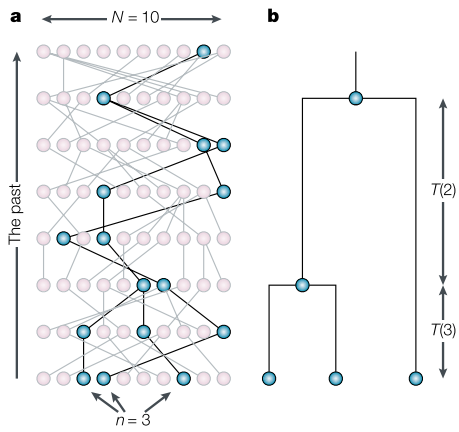 a
N = 10
b
The past
T(2)
T(3)
n = 3